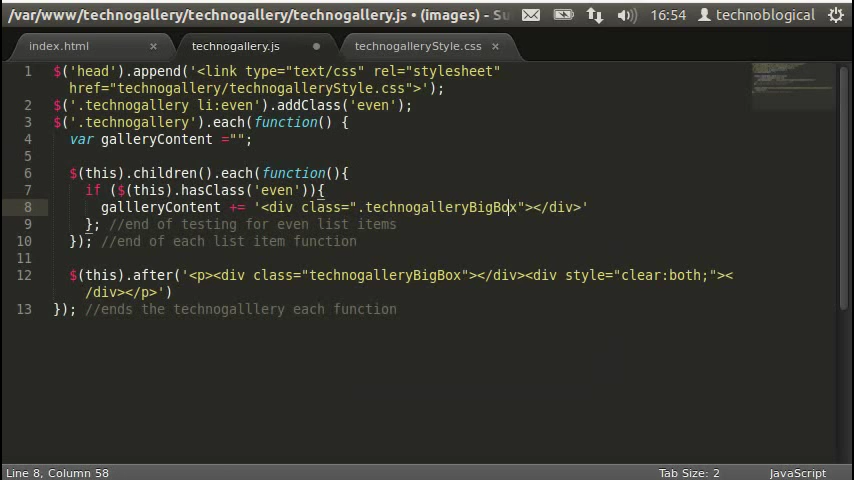 /var/www/technogallery/technogallery/technogallery.js • (images) - Su 16:54 technoblogical
index.html × technogallery.js technogalleryStyle.css ×
1 $('head').append('<link type="text/css" rel="stylesheet"
href="technogallery/technogalleryStyle.css">');
2 $('.technogallery li:even').addClass('even');
3 $('.technogallery').each(function() {
4 var galleryContent ="";
5
6 $(this).children().each(function(){
7 if ($(this).hasClass('even')){
8 gallleryContent += '<div class=".technogalleryBigBox"></div>'
9 }; //end of testing for even list items
10 }); //end of each list item function
11
12 $(this).after('<p><div class="technogalleryBigBox"></div><div style="clear:both;"><
/div></p>')
13 }); //ends the technogalllery each function
Line 8, Column 58 Tab Size: 2 JavaScript